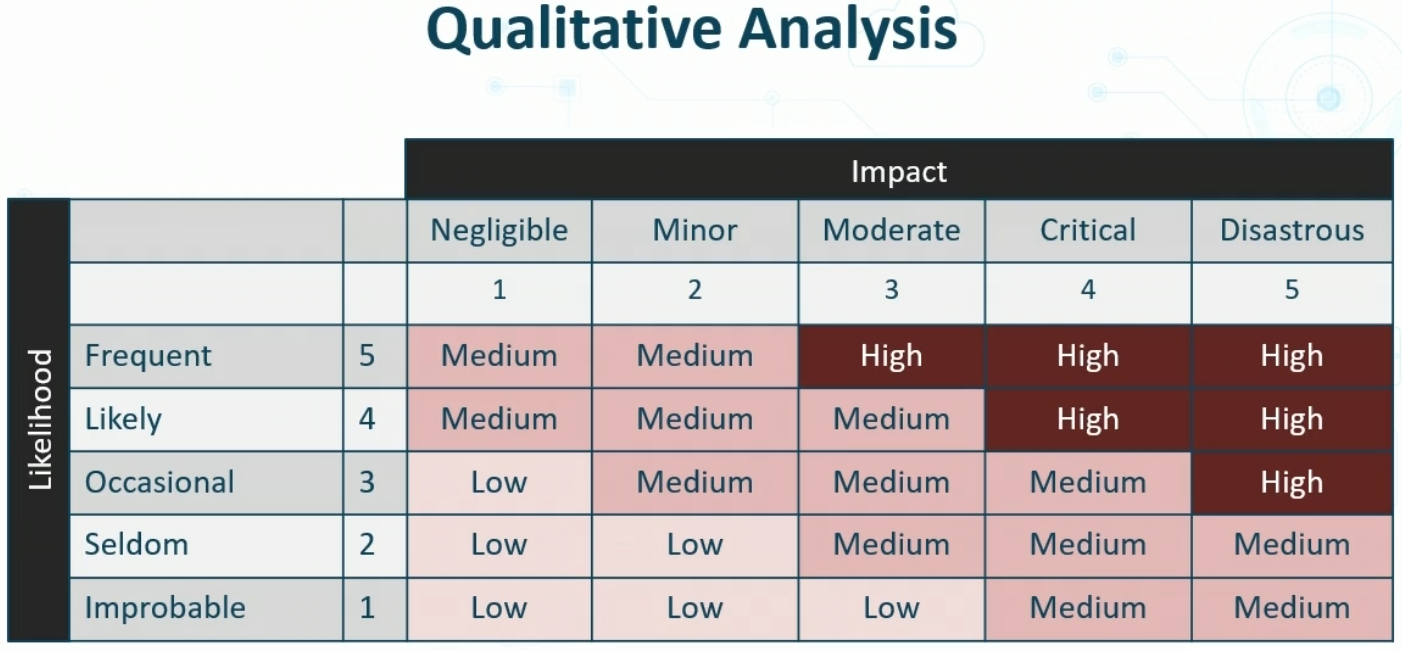 Qualitative Analysis
Impact
Negligible Minor Moderate Critical Disastrous
1 2 3 4 5
Likelihood
Frequent 5 Medium Medium High High High
Likely 4 Medium Medium Medium High High
Occasional 3 Low Medium Medium Medium High
Seldom 2 Low Low Medium Medium Medium
Improbable 1 Low Low Low Medium Medium